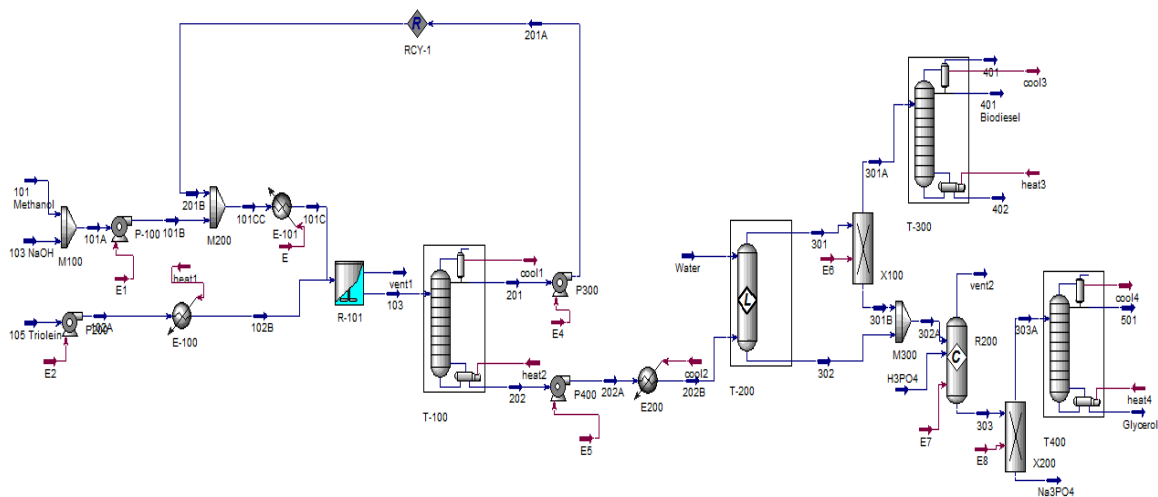 R
RCY-1
201A
101
Methanol
103 NaOH
M100
101A
P-100
E1
101B
201B
M200
101CC
E-101
E
101C
heat1
105 Triolein
P200
102A
E2
E-100
102B
R-101
vent1
103
T-100
cool1
201
P300
E4
heat2
202
P400
E5
202A
E200
cool2
202B
Water
L
T-200
301
302
E6
X100
301A
301B
M300
302A
H3PO4
401
cool3
401
Biodiesel
heat3
402
T-300
vent2
R200
C
E7
303
E8
X200
Na3PO4
303A
cool4
501
heat4
Glycerol
T400